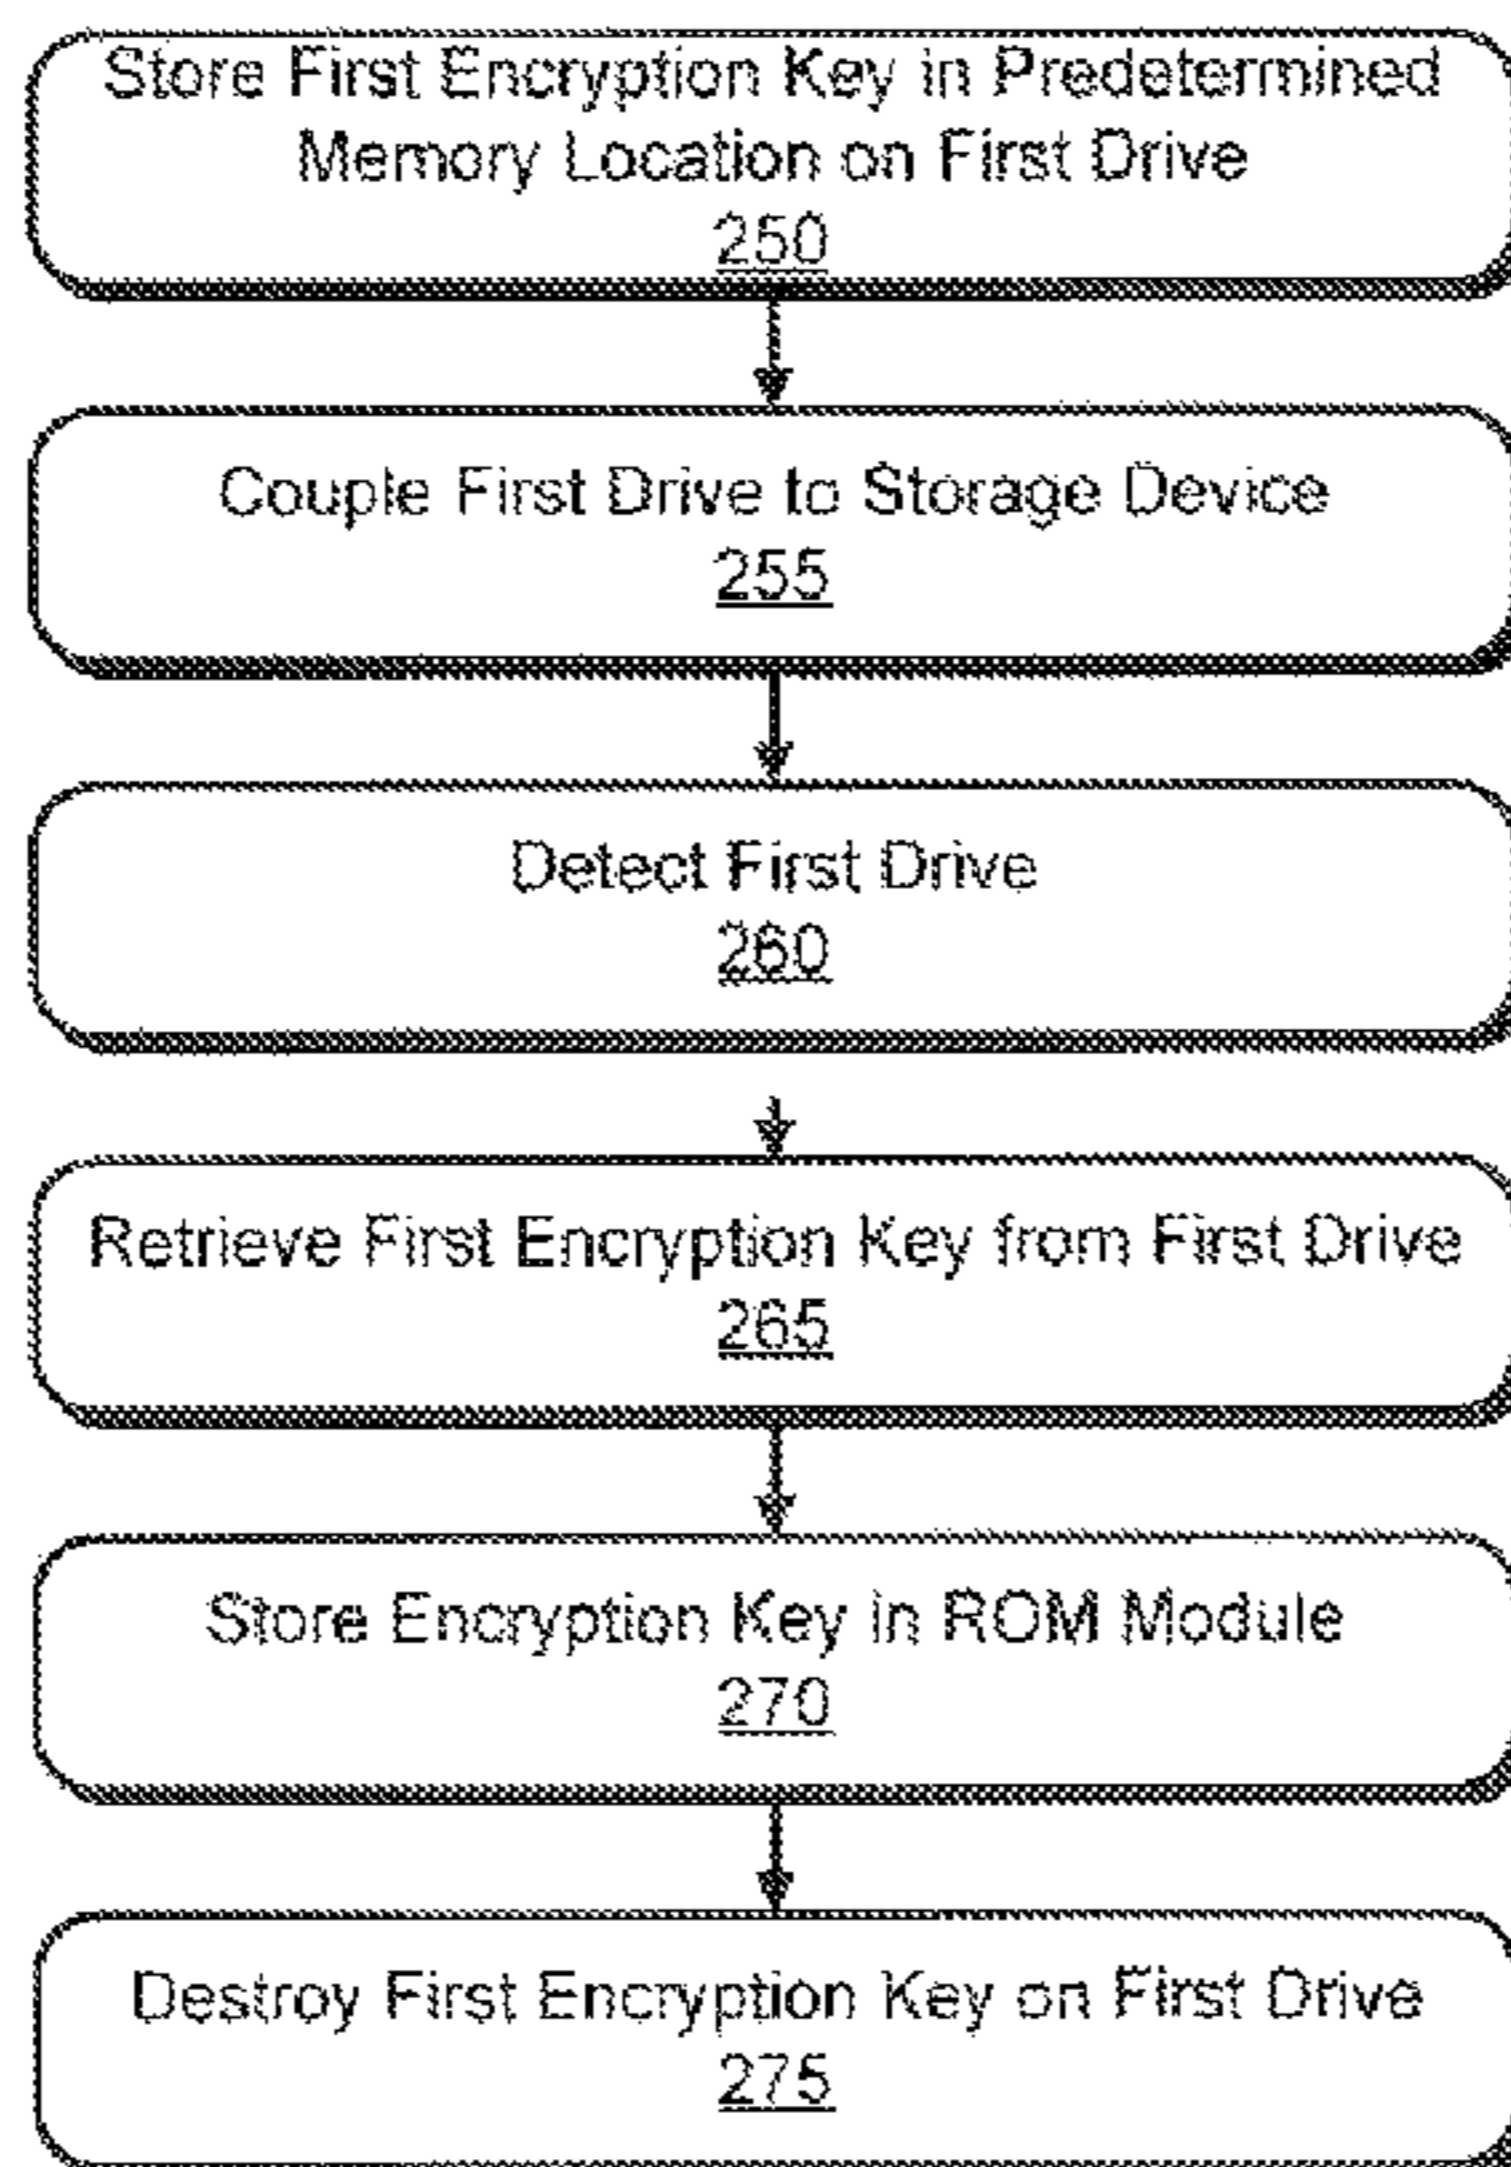 Store First Encryption Key in Predetermined
Memory Location on First Drive
250
Couple First Drive to Storage Device
255
Detect First Drive
260
Retrieve First Encryption Key from First Drive
265
Store Encryption Key in ROM Module
270
Destroy First Encryption Key on First Drive
275